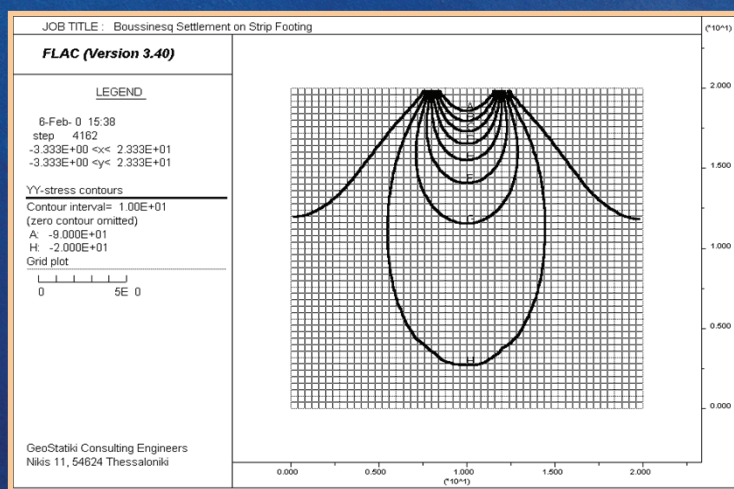 JOB TITLE : Boussinesq Settlement on Strip Footing
FLAC (Version 3.40)
LEGEND
6-Feb- 0 15:38
step 4162
-3.333E+00 <x< 2.333E+01
-3.333E+00 <y< 2.333E+01
YY-stress contours
Contour interval= 1.00E+01
(zero contour omitted)
A: -9.000E+01
H: -2.000E+01
Grid plot
0 5E 0
GeoStatiki Consulting Engineers
Nikis 11, 54624 Thessaloniki
(*10^1)
2.000
1.500
1.000
0.500
0.000
A
E
F
G
H
0.000 0.500 1.000 1.500 2.000
(*10^1)